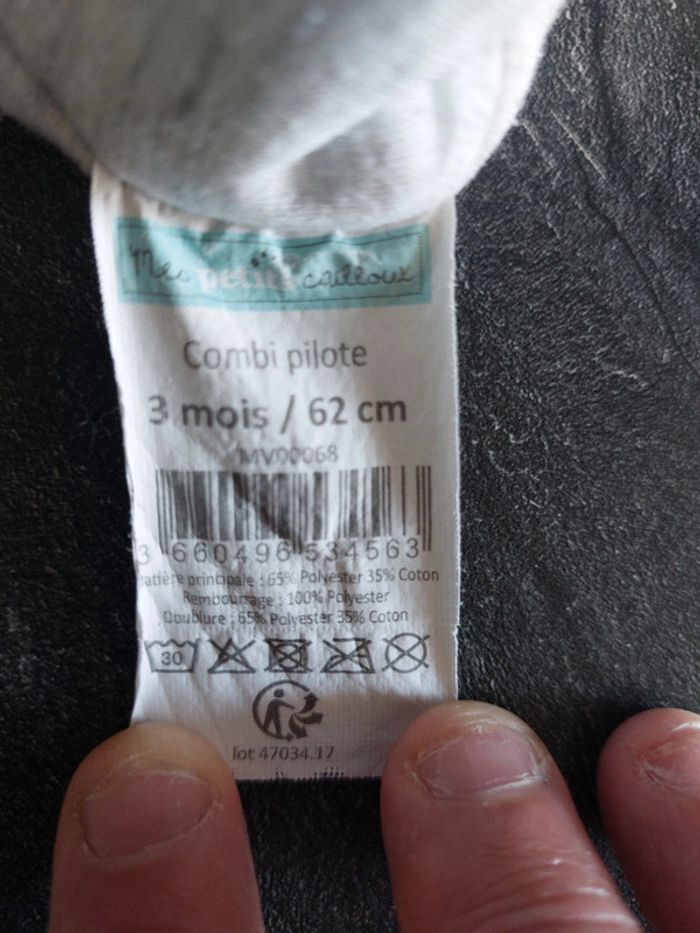 Mes petits cailloux
Combi pilote
3 mois / 62 cm
MV00068
3 660496 534563
Matière principale : 65% Polyester 35% Coton
Rembourrage : 100% Polyester
Doublure : 65% Polyester 35% Coton
30
lot 47034.17